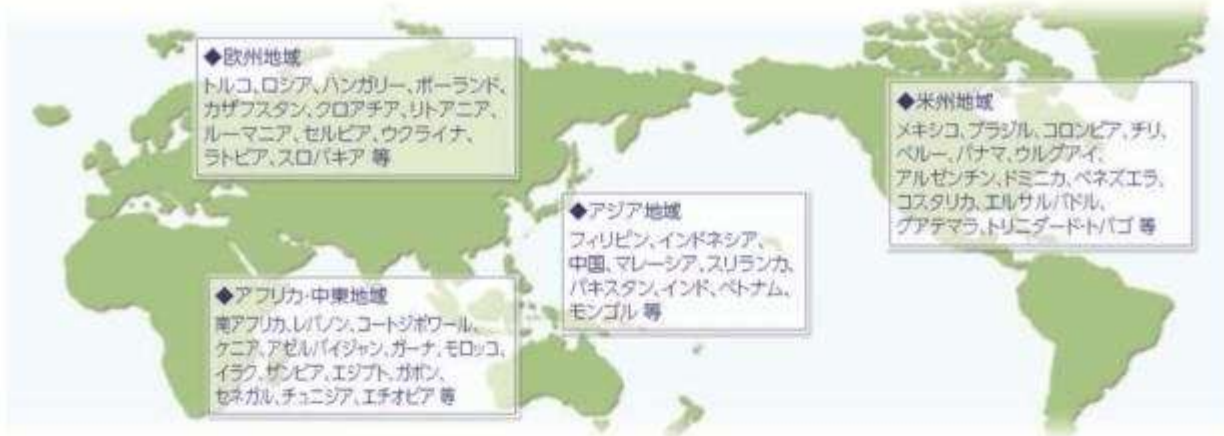 ◆欧州地域
トルコ、ロシア、ハンガリー、ポーランド、
カザフスタン、クロアチア、リトアニア、
ルーマニア、セルビア、ウクライナ、
ラトビア、スロバキア 等
◆米州地域
メキシコ、ブラジル、コロンビア、チリ、
ペルー、パナマ、ウルグアイ、
アルゼンチン、ドミニカ、ベネズエラ、
コスタリカ、エルサルバドル、
グアテマラ、トリニダード・トバゴ 等
◆アジア地域
フィリピン、インドネシア、
中国、マレーシア、スリランカ、
パキスタン、インド、ベトナム、
モンゴル 等
◆アフリカ・中東地域
南アフリカ、レバノン、コートジボワール、
ケニア、アゼルバイジャン、ガーナ、モロッコ、
イラク、ザンビア、エジプト、ガボン、
セネガル、チュニジア、エチオピア 等